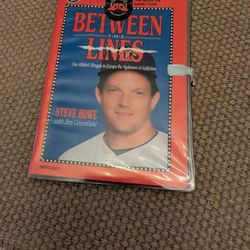 BETWEEN
THE
LINES
One Athlete's Struggle to Escape the Nightmare of Addiction
STEVE HOWE
with Jim Greenfield